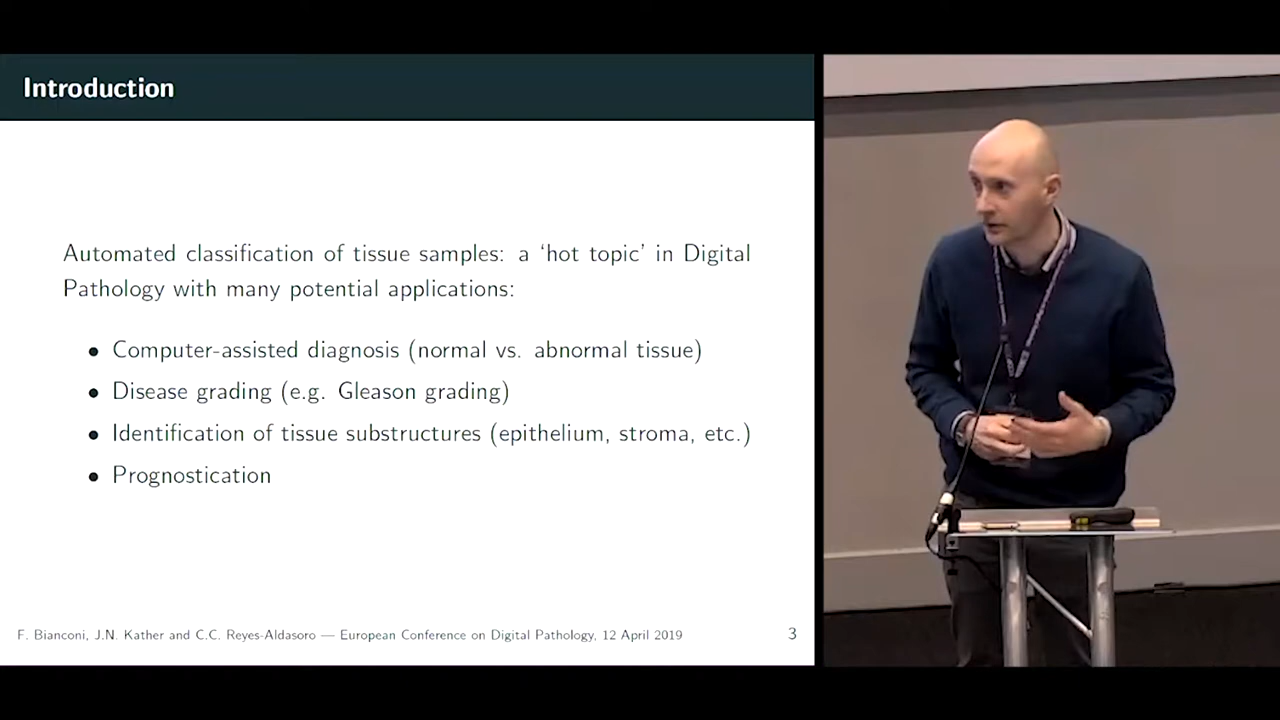 Introduction
Automated classification of tissue samples: a ‘hot topic’ in Digital
Pathology with many potential applications:
• Computer-assisted diagnosis (normal vs. abnormal tissue)
• Disease grading (e.g. Gleason grading)
• Identification of tissue substructures (epithelium, stroma, etc.)
• Prognostication
F. Bianconi, J.N. Kather and C.C. Reyes-Aldasoro — European Conference on Digital Pathology, 12 April 2019
3